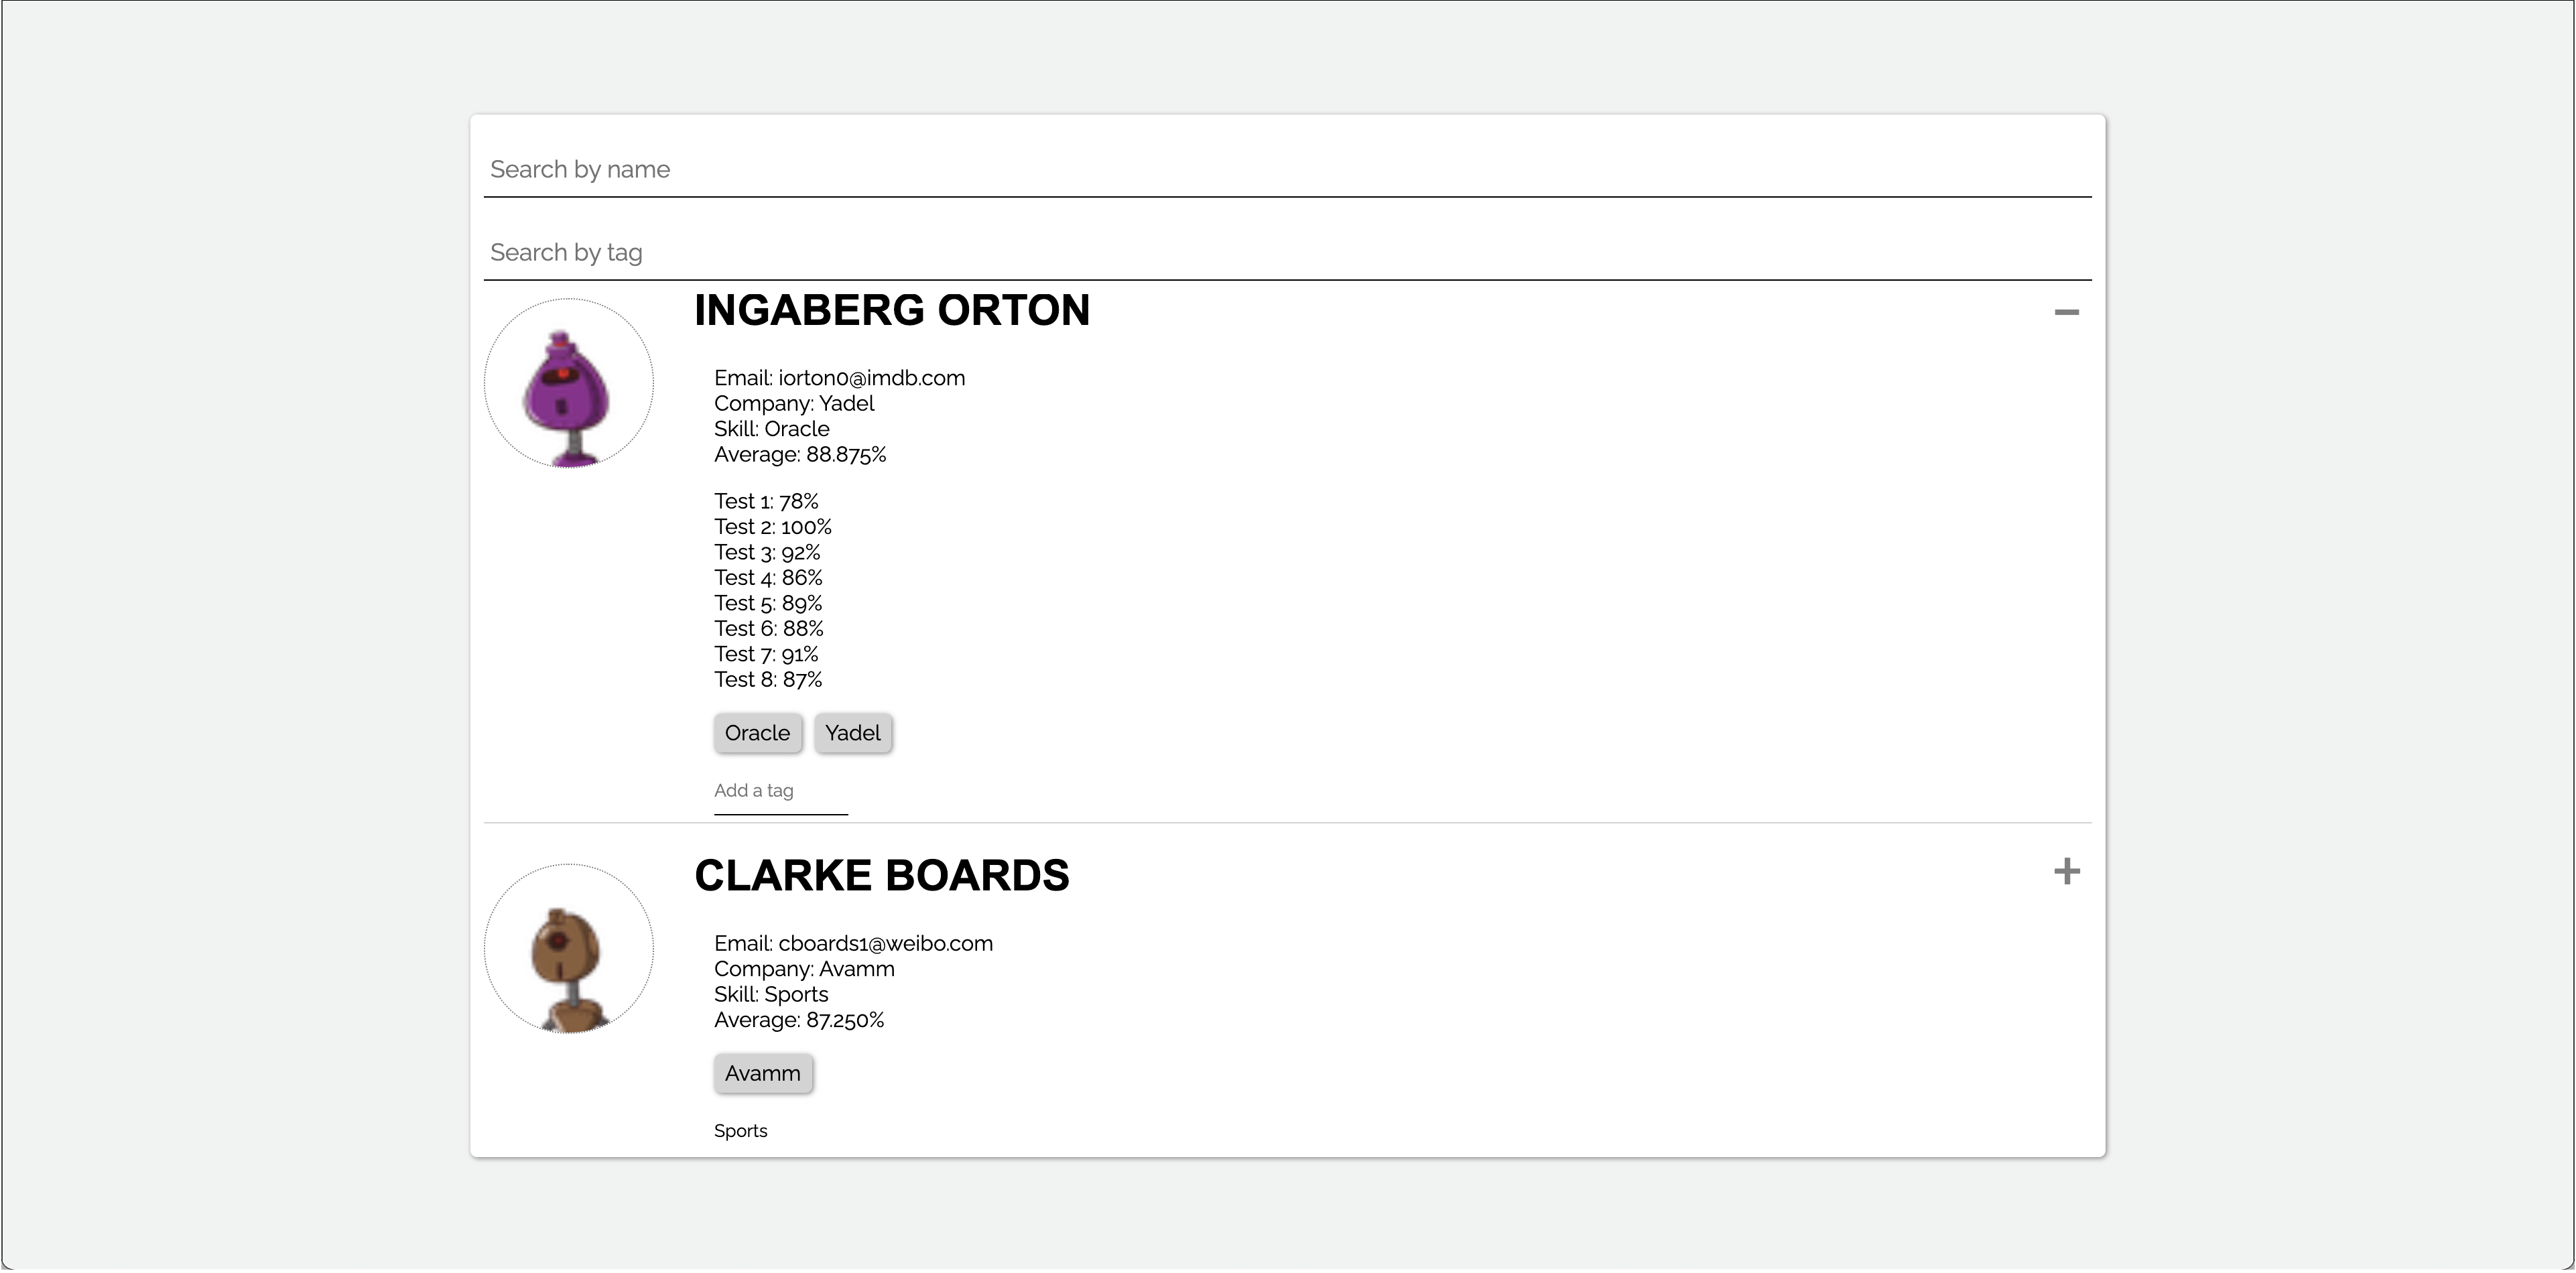 Search by name
Search by tag
INGABERG ORTON
Email: iorton0@imdb.com
Company: Yadel
Skill: Oracle
Average: 88.875%
Test 1: 78%
Test 2: 100%
Test 3: 92%
Test 4: 86%
Test 5: 89%
Test 6: 88%
Test 7: 91%
Test 8: 87%
Oracle Yadel
Add a tag
CLARKE BOARDS
Email: cboards1@weibo.com
Company: Avamm
Skill: Sports
Average: 87.250%
Avamm
Sports